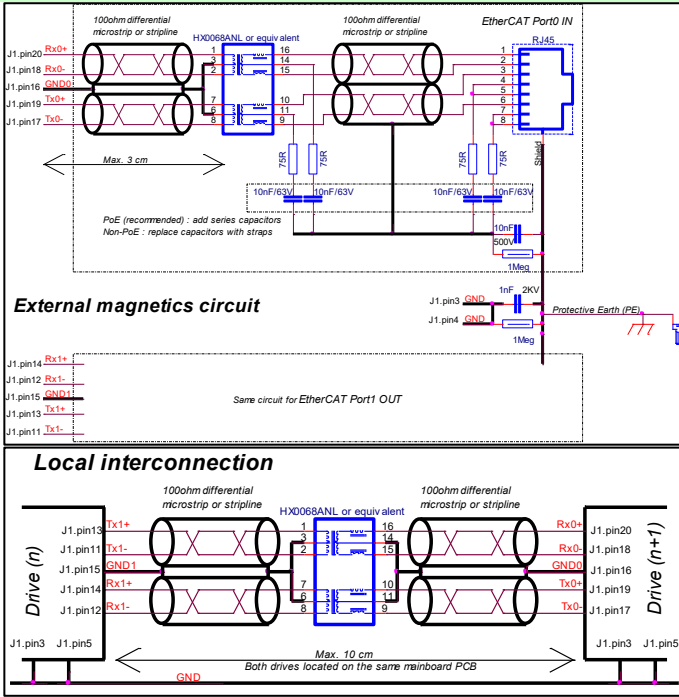 100ohm differential
microstrip or stripline
HX0068ANL or equivalent
100ohm differential
microstrip or stripline
EtherCAT Port0 IN
RJ45
J1.pin20 Rx0+
J1.pin18 Rx0-
J1.pin16 GND0
J1.pin19 Tx0+
J1.pin17 Tx0-
1
3
2
7
6
8
16
14
15
10
11
9
1
2
3
4
5
6
7
8
Shield
Max. 3 cm
75R
75R
75R
75R
10nF/63V
10nF/63V
10nF/63V
10nF/63V
PoE (recommended) : add series capacitors
Non-PoE : replace capacitors with straps
10nF
500V
1Meg
External magnetics circuit
J1.pin3 GND
J1.pin4 GND
1nF 2KV
1Meg
Protective Earth (PE)
J1.pin14 Rx1+
J1.pin12 Rx1-
J1.pin15 GND1
J1.pin13 Tx1+
J1.pin11 Tx1-
Same circuit for EtherCAT Port1 OUT
Local interconnection
100ohm differential
microstrip or stripline
HX0068ANL or equivalent
100ohm differential
microstrip or stripline
Drive (n)
J1.pin13 Tx1+
J1.pin11 Tx1-
J1.pin15 GND1
J1.pin14 Rx1+
J1.pin12 Rx1-
J1.pin3 J1.pin5
1
3
2
7
6
8
16
14
15
10
11
9
Rx0+ J1.pin20
Rx0- J1.pin18
GND0 J1.pin16
Tx0+ J1.pin19
Tx0- J1.pin17
Drive (n+1)
J1.pin3 J1.pin5
Max. 10 cm
Both drives located on the same mainboard PCB
GND